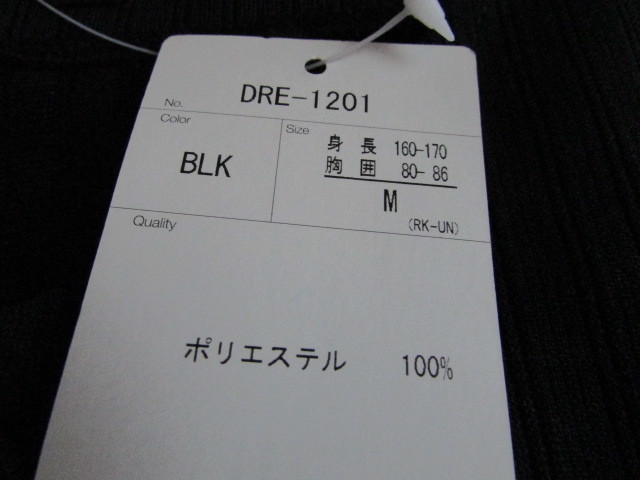 No. DRE-1201
Color
BLK
Size
身長 160-170
胸囲 80-86
M
(RK-UN)
Quality
ポリエステル 100%